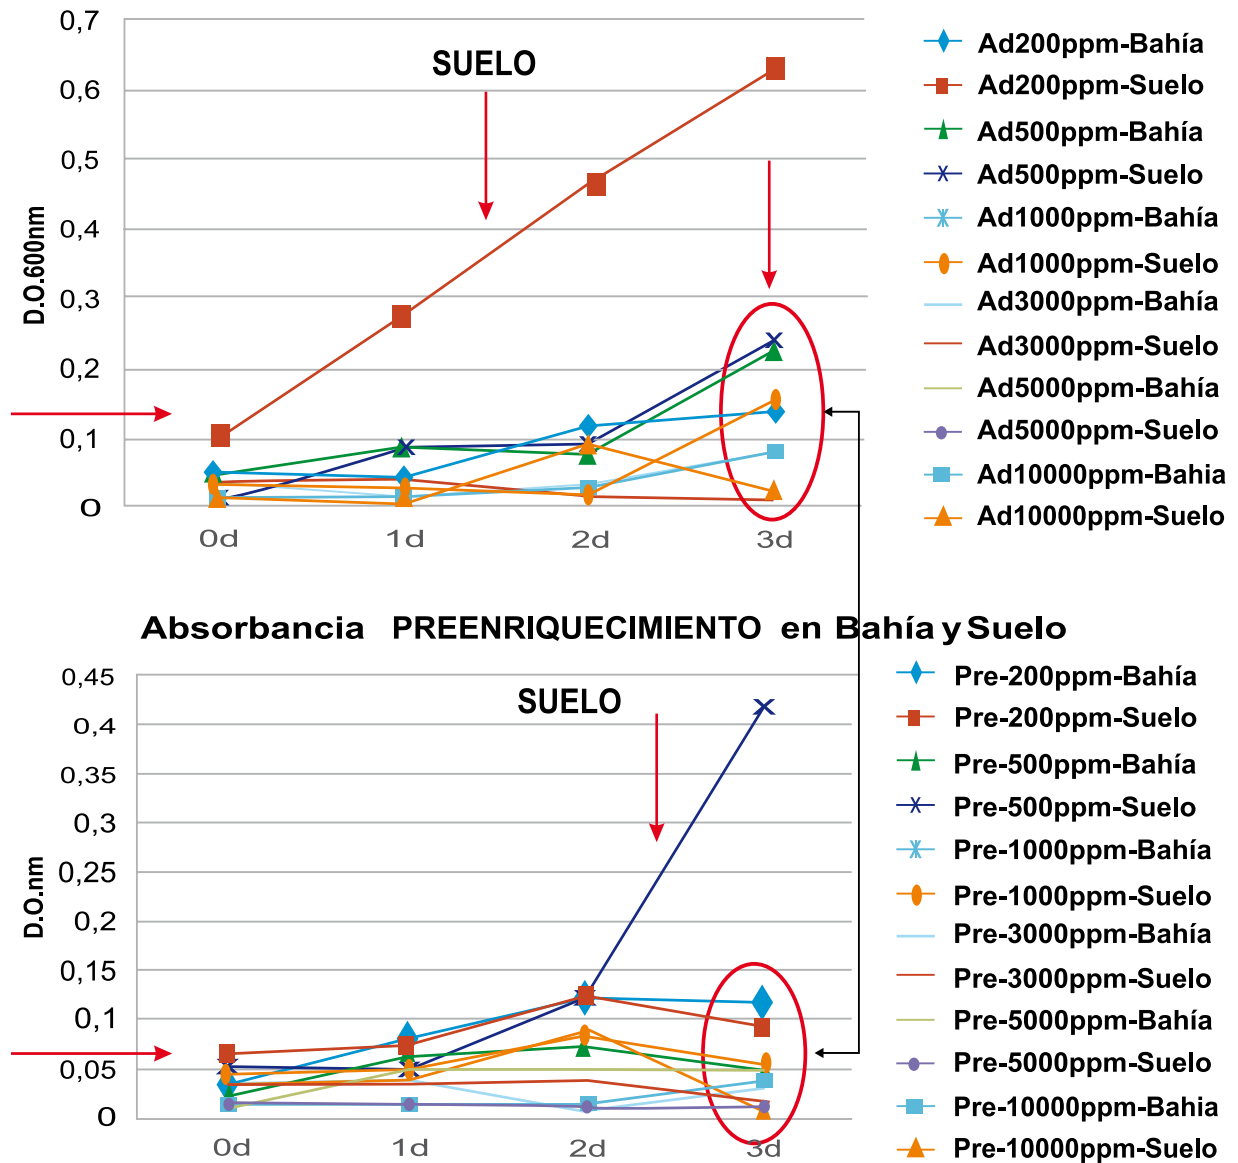 0,7
0,6
0,5
0,4
0,3
0,2
0,1
0
D.O.600nm
SUELO
0d 1d 2d 3d
Ad200ppm-Bahía
Ad200ppm-Suelo
Ad500ppm-Bahía
Ad500ppm-Suelo
Ad1000ppm-Bahía
Ad1000ppm-Suelo
Ad3000ppm-Bahía
Ad3000ppm-Suelo
Ad5000ppm-Bahía
Ad5000ppm-Suelo
Ad10000ppm-Bahia
Ad10000ppm-Suelo
Absorbancia PREENRIQUECIMIENTO en Bahía y Suelo
0,45
0,4
0,35
0,3
0,25
0,2
0,15
0,1
0,05
0
D.O.nm
SUELO
0d 1d 2d 3d
Pre-200ppm-Bahía
Pre-200ppm-Suelo
Pre-500ppm-Bahía
Pre-500ppm-Suelo
Pre-1000ppm-Bahía
Pre-1000ppm-Suelo
Pre-3000ppm-Bahía
Pre-3000ppm-Suelo
Pre-5000ppm-Bahía
Pre-5000ppm-Suelo
Pre-10000ppm-Bahia
Pre-10000ppm-Suelo